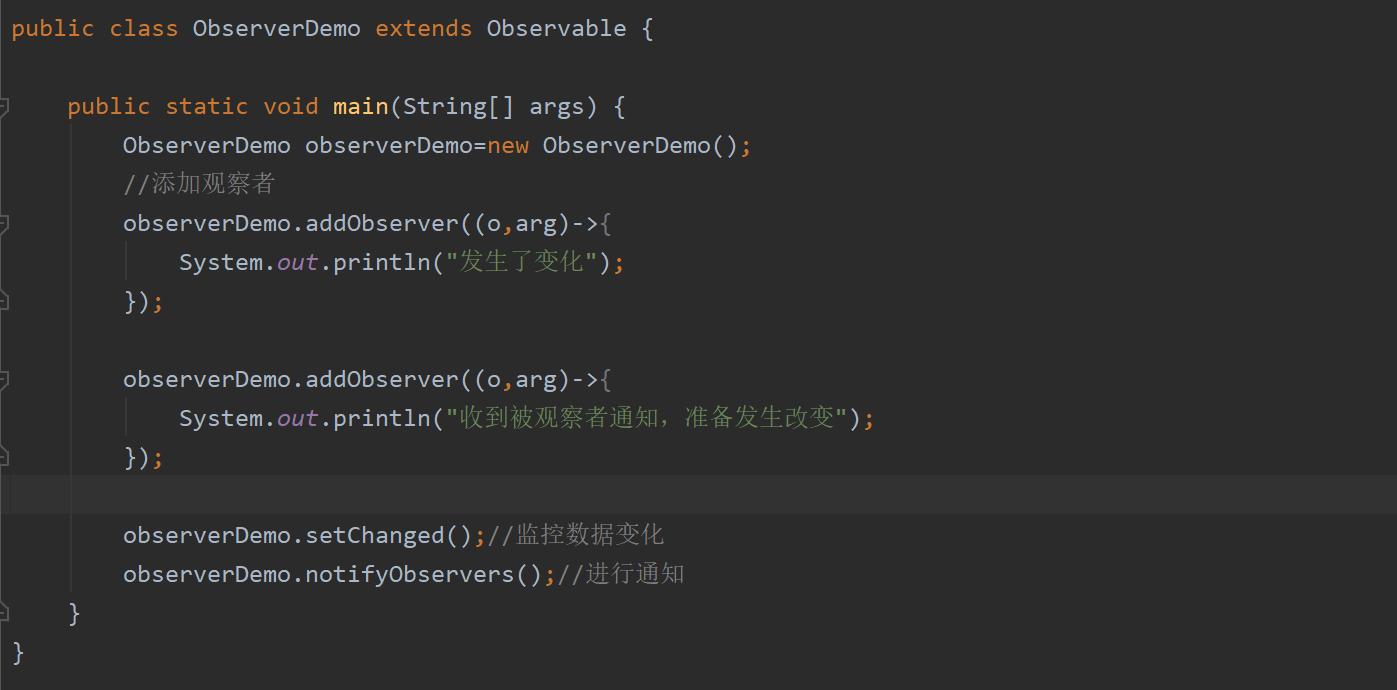 public class ObserverDemo extends Observable {
public static void main(String[] args) {
ObserverDemo observerDemo=new ObserverDemo();
//添加观察者
observerDemo.addObserver((o,arg)->{
System.out.println("发生了变化");
});
observerDemo.addObserver((o,arg)->{
System.out.println("收到被观察者通知，准备发生改变");
});
observerDemo.setChanged();//监控数据变化
observerDemo.notifyObservers();//进行通知
}
}